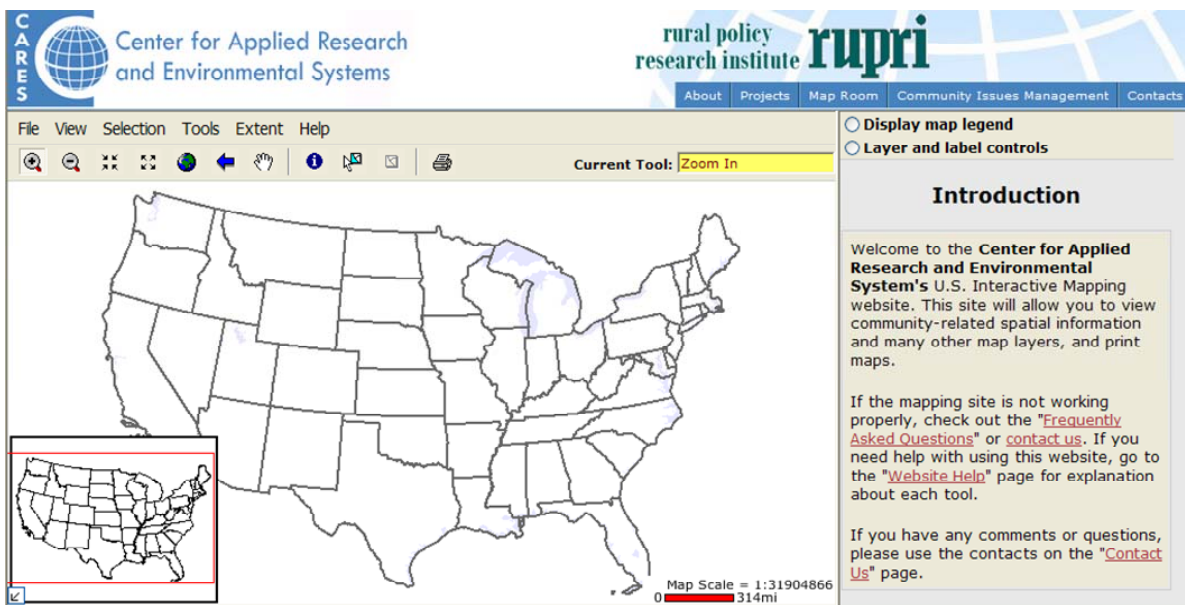 CARES
Center for Applied Research
and Environmental Systems
rural policy
research institute
rupri
About Projects Map Room Community Issues Management Contacts
File View Selection Tools Extent Help
Current Tool: Zoom In
Display map legend
Layer and label controls
Introduction
Welcome to the Center for Applied
Research and Environmental
System's U.S. Interactive Mapping
website. This site will allow you to view
community-related spatial information
and many other map layers, and print
maps.
If the mapping site is not working
properly, check out the "Frequently
Asked Questions" or contact us. If you
need help with using this website, go to
the "Website Help" page for explanation
about each tool.
If you have any comments or questions,
please use the contacts on the "Contact
Us" page.
Map Scale = 1:31904866
0 314mi